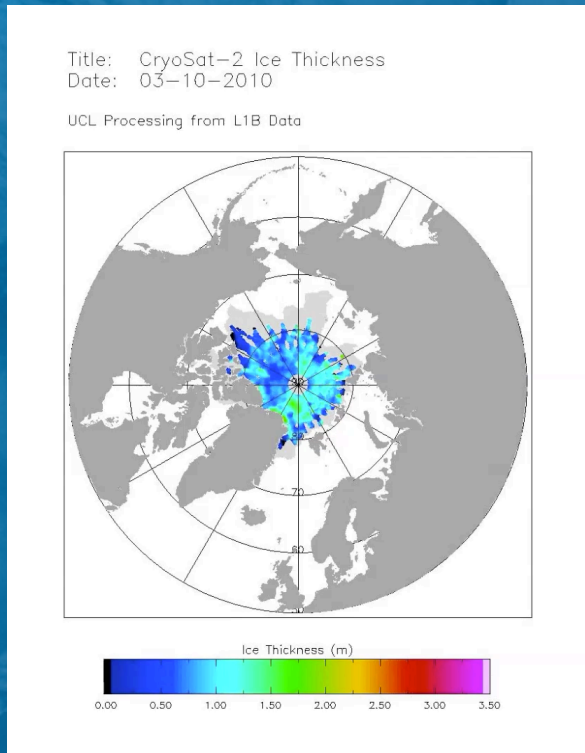 Title: CryoSat-2 Ice Thickness
Date: 03-10-2010
UCL Processing from L1B Data
70
60
Ice Thickness (m)
0.00 0.50 1.00 1.50 2.00 2.50 3.00 3.50